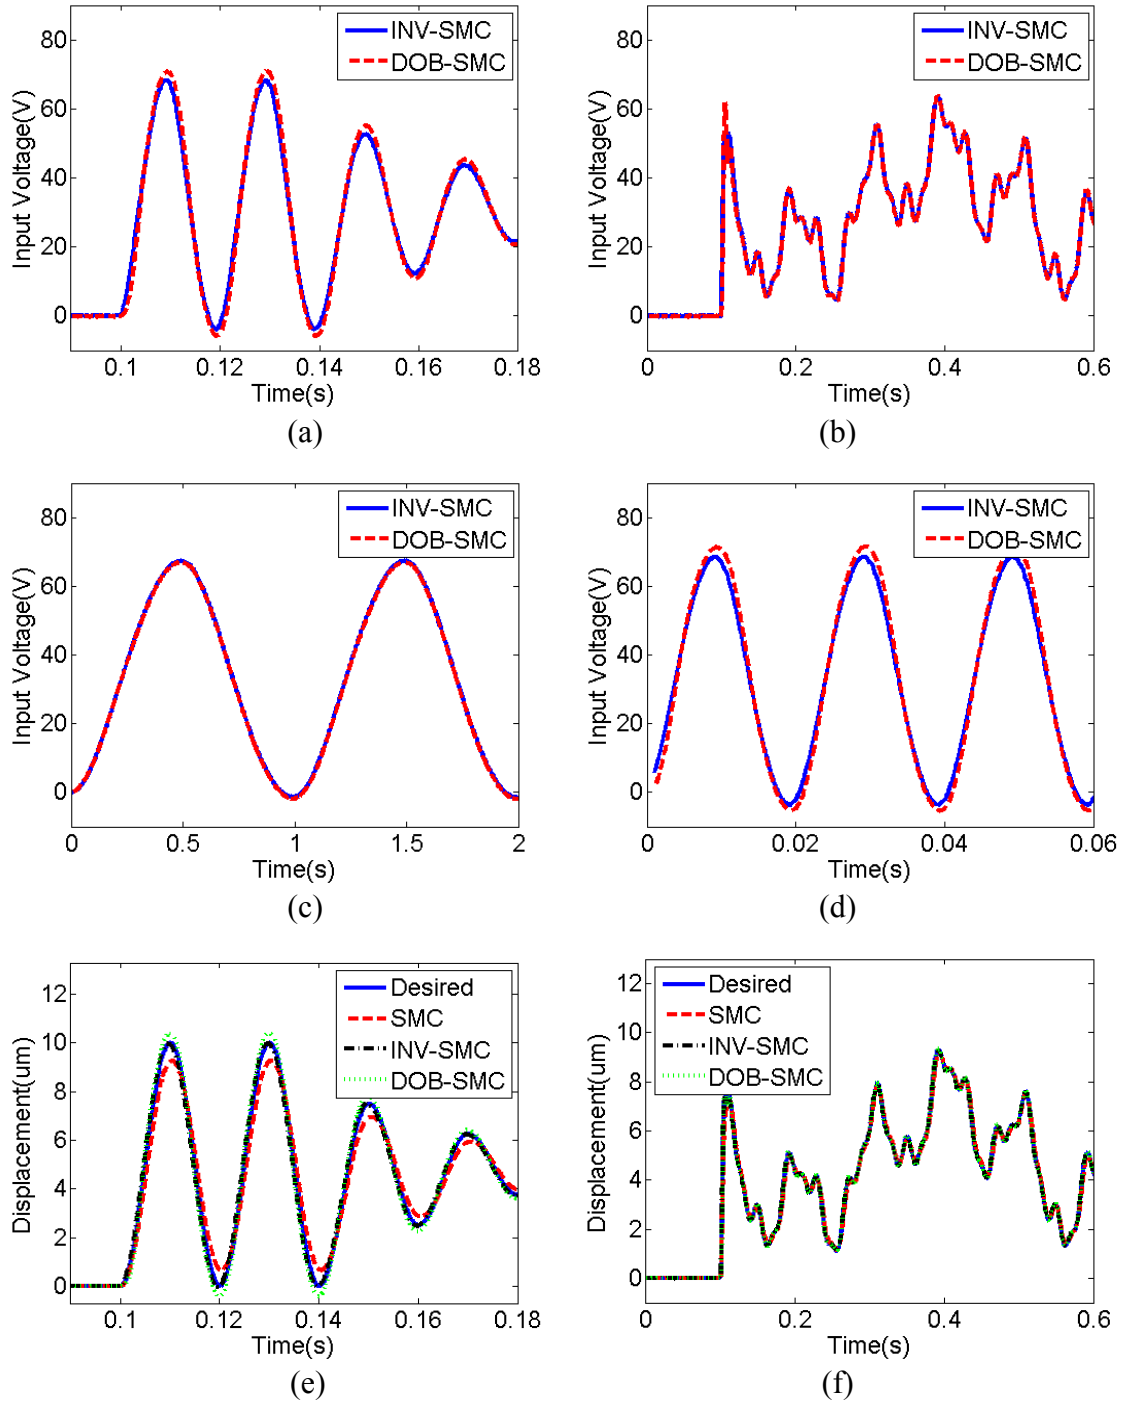 INV-SMC
DOB-SMC
80
60
40
20
0
Input Voltage(V)
0.1
0.12
0.14
0.16
0.18
Time(s)
(a)
INV-SMC
DOB-SMC
80
60
40
20
0
Input Voltage(V)
0
0.2
0.4
0.6
Time(s)
(b)
INV-SMC
DOB-SMC
80
60
40
20
0
Input Voltage(V)
0
0.5
1
1.5
2
Time(s)
(c)
INV-SMC
DOB-SMC
80
60
40
20
0
Input Voltage(V)
0
0.02
0.04
0.06
Time(s)
(d)
Desired
SMC
INV-SMC
DOB-SMC
12
10
8
6
4
2
0
Displacement(um)
0.1
0.12
0.14
0.16
0.18
Time(s)
(e)
Desired
SMC
INV-SMC
DOB-SMC
12
10
8
6
4
2
0
Displacement(um)
0
0.2
0.4
0.6
Time(s)
(f)